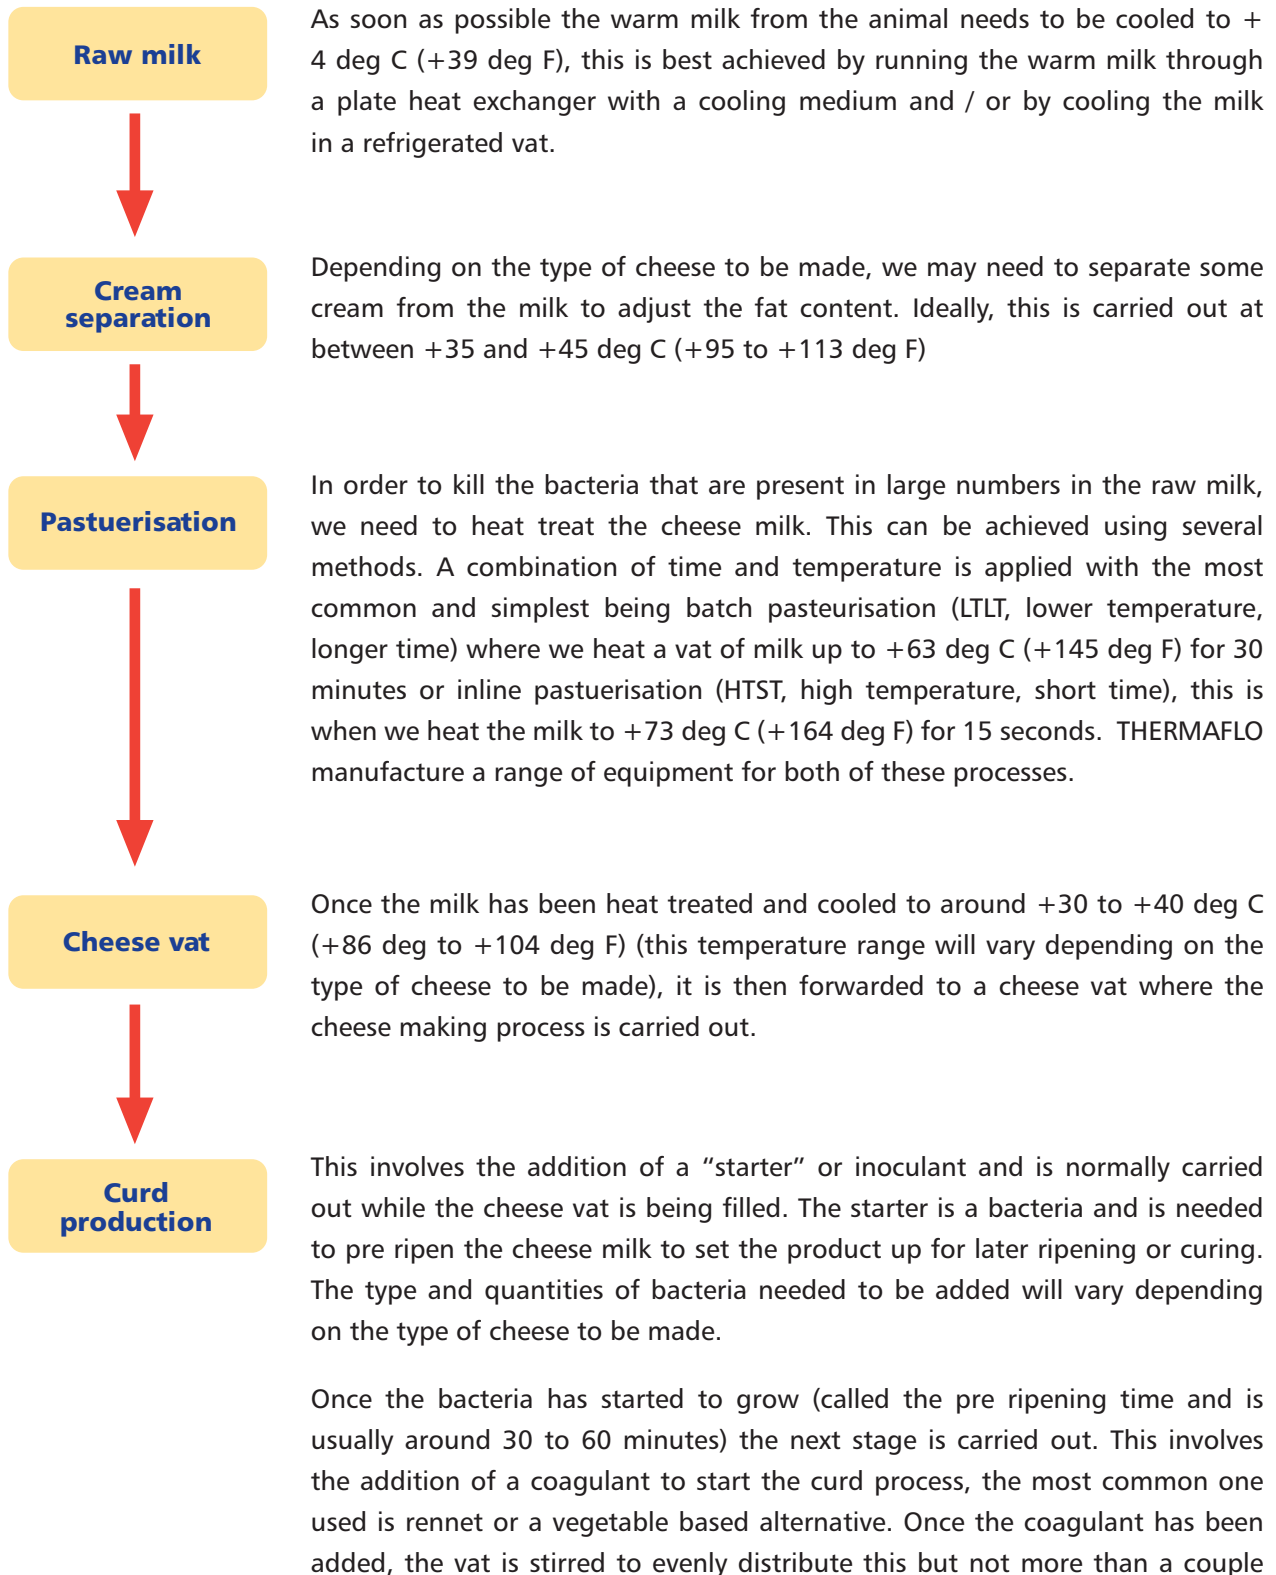 Raw milk
As soon as possible the warm milk from the animal needs to be cooled to +
4 deg C (+39 deg F), this is best achieved by running the warm milk through
a plate heat exchanger with a cooling medium and / or by cooling the milk
in a refrigerated vat.
Cream
separation
Depending on the type of cheese to be made, we may need to separate some
cream from the milk to adjust the fat content. Ideally, this is carried out at
between +35 and +45 deg C (+95 to +113 deg F)
Pastuerisation
In order to kill the bacteria that are present in large numbers in the raw milk,
we need to heat treat the cheese milk. This can be achieved using several
methods. A combination of time and temperature is applied with the most
common and simplest being batch pasteurisation (LTLT, lower temperature,
longer time) where we heat a vat of milk up to +63 deg C (+145 deg F) for 30
minutes or inline pastuerisation (HTST, high temperature, short time), this is
when we heat the milk to +73 deg C (+164 deg F) for 15 seconds. THERMAFLO
manufacture a range of equipment for both of these processes.
Cheese vat
Once the milk has been heat treated and cooled to around +30 to +40 deg C
(+86 deg to +104 deg F) (this temperature range will vary depending on the
type of cheese to be made), it is then forwarded to a cheese vat where the
cheese making process is carried out.
Curd
production
This involves the addition of a “starter” or inoculant and is normally carried
out while the cheese vat is being filled. The starter is a bacteria and is needed
to pre ripen the cheese milk to set the product up for later ripening or curing.
The type and quantities of bacteria needed to be added will vary depending
on the type of cheese to be made.
Once the bacteria has started to grow (called the pre ripening time and is
usually around 30 to 60 minutes) the next stage is carried out. This involves
the addition of a coagulant to start the curd process, the most common one
used is rennet or a vegetable based alternative. Once the coagulant has been
added, the vat is stirred to evenly distribute this but not more than a couple